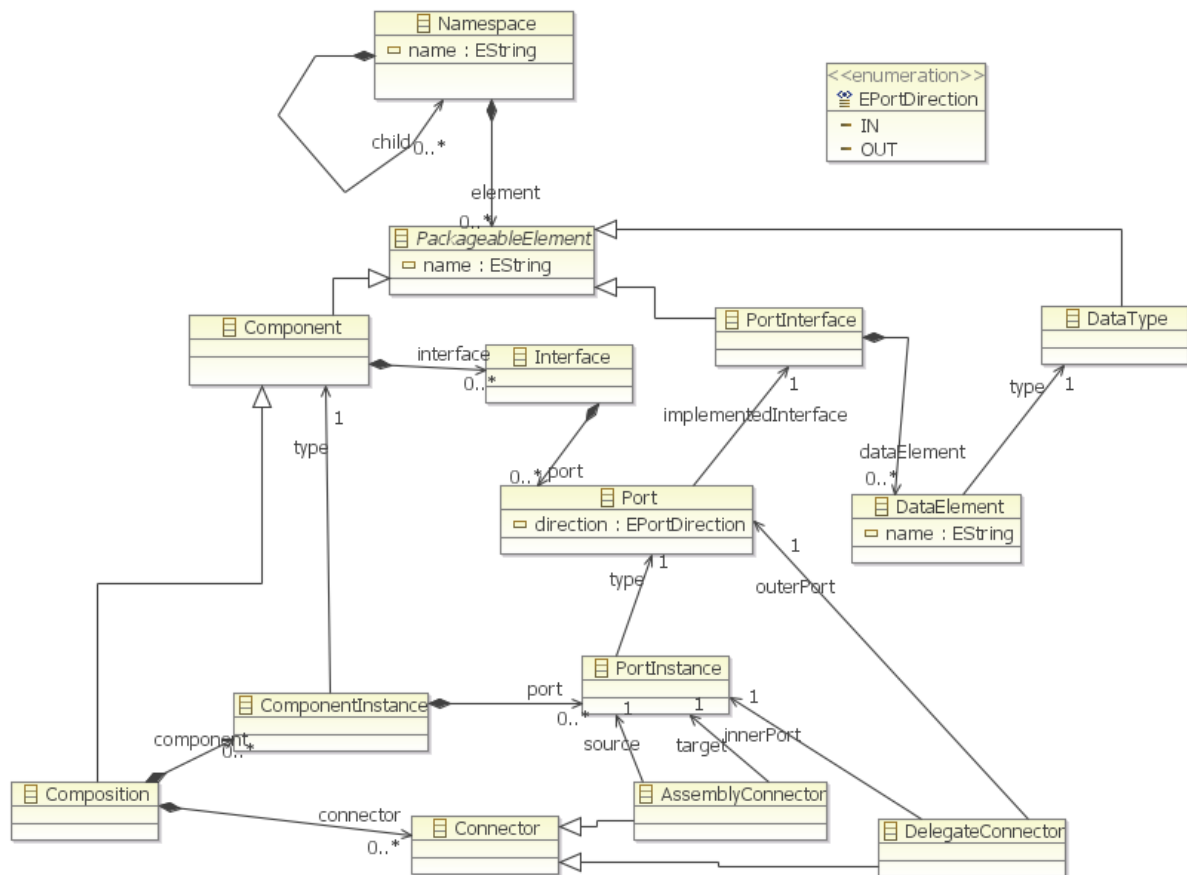 Namespace
name : EString
<<enumeration>>
EPortDirection
IN
OUT
child
0..*
element
0..*
PackageableElement
name : EString
Component
PortInterface
DataType
interface
0..*
Interface
1
type
1
1
type
implementedInterface
dataElement
0..*
0..*
port
Port
direction : EPortDirection
DataElement
name : EString
1
1
type
outerPort
PortInstance
port
0..*
1
1
1
ComponentInstance
component
0..*
source
target
innerPort
Composition
AssemblyConnector
connector
0..*
Connector
DelegateConnector